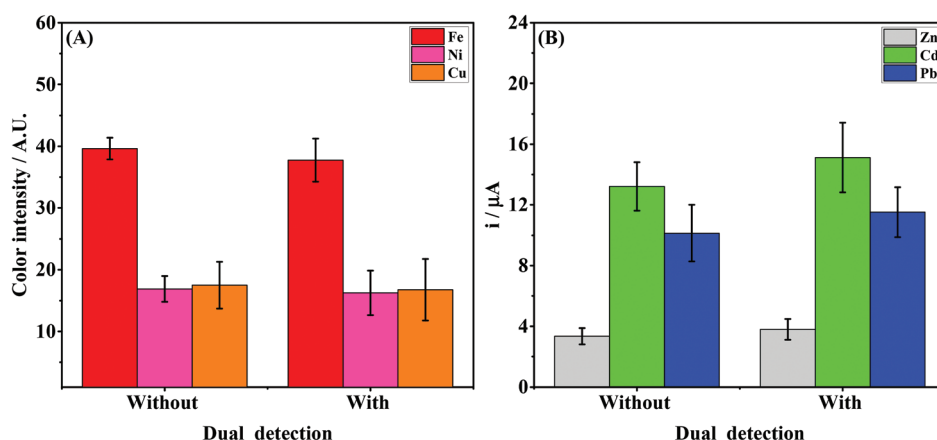 (A)
Fe
Ni
Cu
60
50
40
30
20
10
Color intensity / A.U.
Without
With
Dual detection
(B)
Zn
Cd
Pb
24
20
16
12
8
4
0
i / µA
Without
With
Dual detection